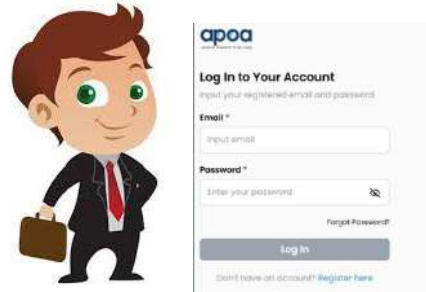 apoa
Log In to Your Account
Input your registered email and password
Email *
Input email
Password *
Enter your password
Forgot Password?
Log In
Don't have an account? Register here